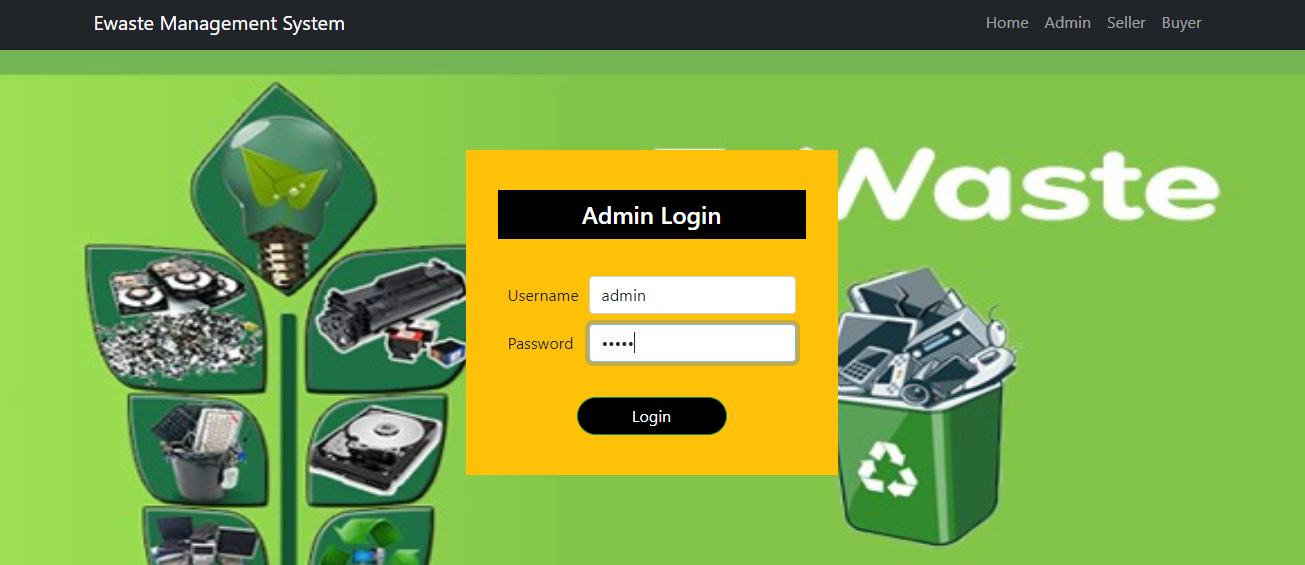 Ewaste Management System
Home Admin Seller Buyer
Waste
Admin Login
Username admin
Password •••••
Login